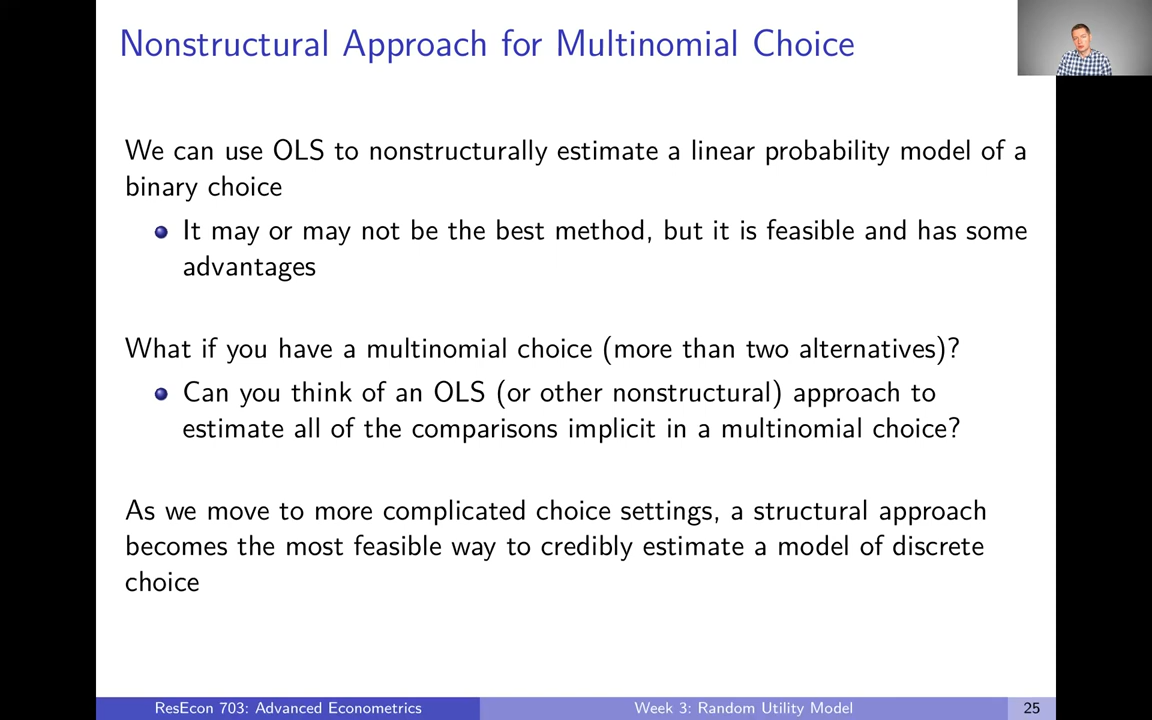 Nonstructural Approach for Multinomial Choice
We can use OLS to nonstructurally estimate a linear probability model of a
binary choice
It may or may not be the best method, but it is feasible and has some
advantages
What if you have a multinomial choice (more than two alternatives)?
Can you think of an OLS (or other nonstructural) approach to
estimate all of the comparisons implicit in a multinomial choice?
As we move to more complicated choice settings, a structural approach
becomes the most feasible way to credibly estimate a model of discrete
choice
ResEcon 703: Advanced Econometrics
Week 3: Random Utility Model
25